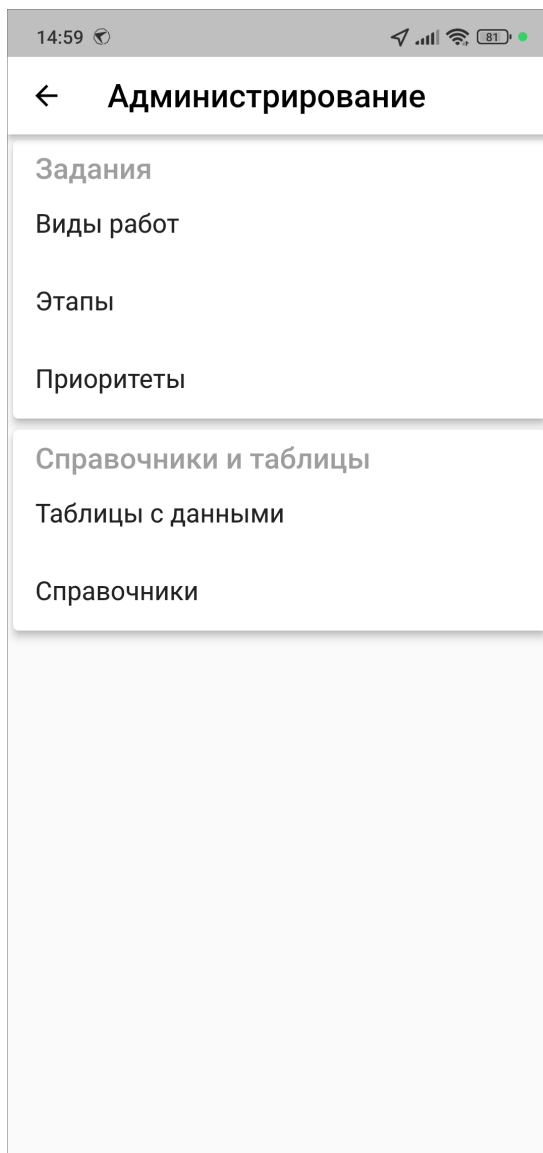 14:59
81
Администрирование
Задания
Виды работ
Этапы
Приоритеты
Справочники и таблицы
Таблицы с данными
Справочники